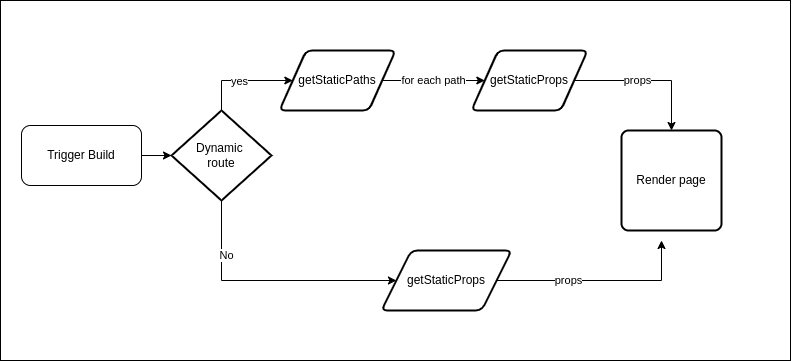 yes
getStaticPaths
for each path
getStaticProps
props
Trigger Build
Dynamic
route
Render page
No
getStaticProps
props